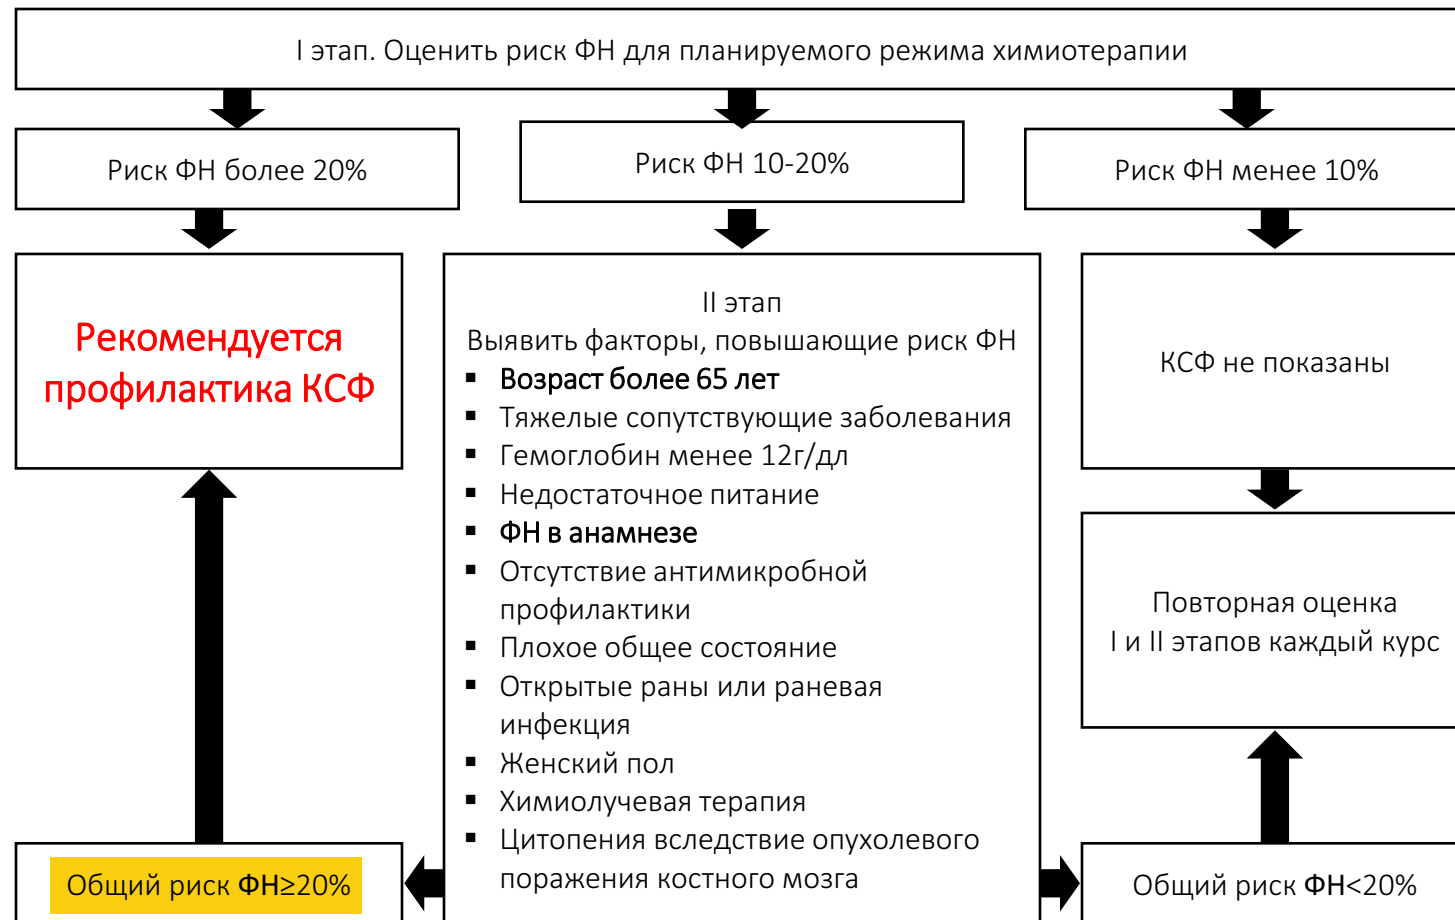 I этап. Оценить риск ФН для планируемого режима химиотерапии
Риск ФН более 20%
Риск ФН 10-20%
Риск ФН менее 10%
Рекомендуется
профилактика КСФ
II этап
Выявить факторы, повышающие риск ФН
▪ Возраст более 65 лет
▪ Тяжелые сопутствующие заболевания
▪ Гемоглобин менее 12г/дл
▪ Недостаточное питание
▪ ФН в анамнезе
▪ Отсутствие антимикробной
профилактики
▪ Плохое общее состояние
▪ Открытые раны или раневая
инфекция
▪ Женский пол
▪ Химиолучевая терапия
▪ Цитопения вследствие опухолевого
поражения костного мозга
КСФ не показаны
Повторная оценка
I и II этапов каждый курс
Общий риск ФН≥20%
Общий риск ФН<20%